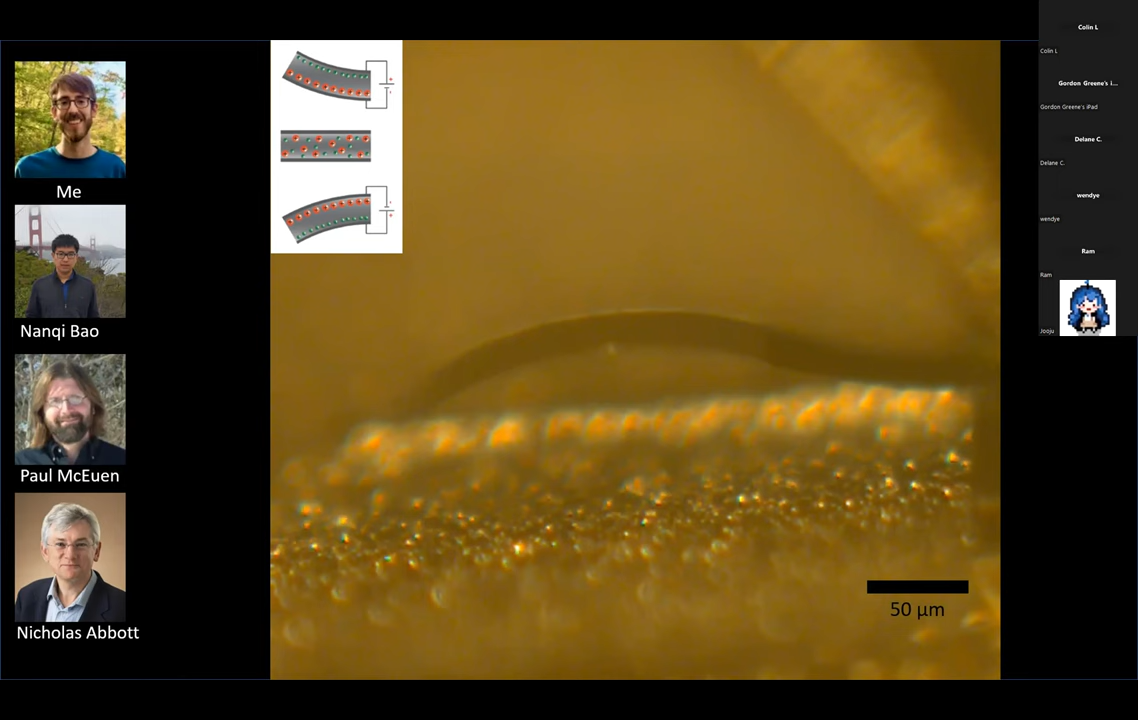 Me
Nanqi Bao
Paul McEuen
Nicholas Abbott
50 µm
Colin L
Colin L
Gordon Greene's i...
Gordon Greene's iPad
Delane C.
Delane C.
wendye
wendye
Ram
Ram
Jooju